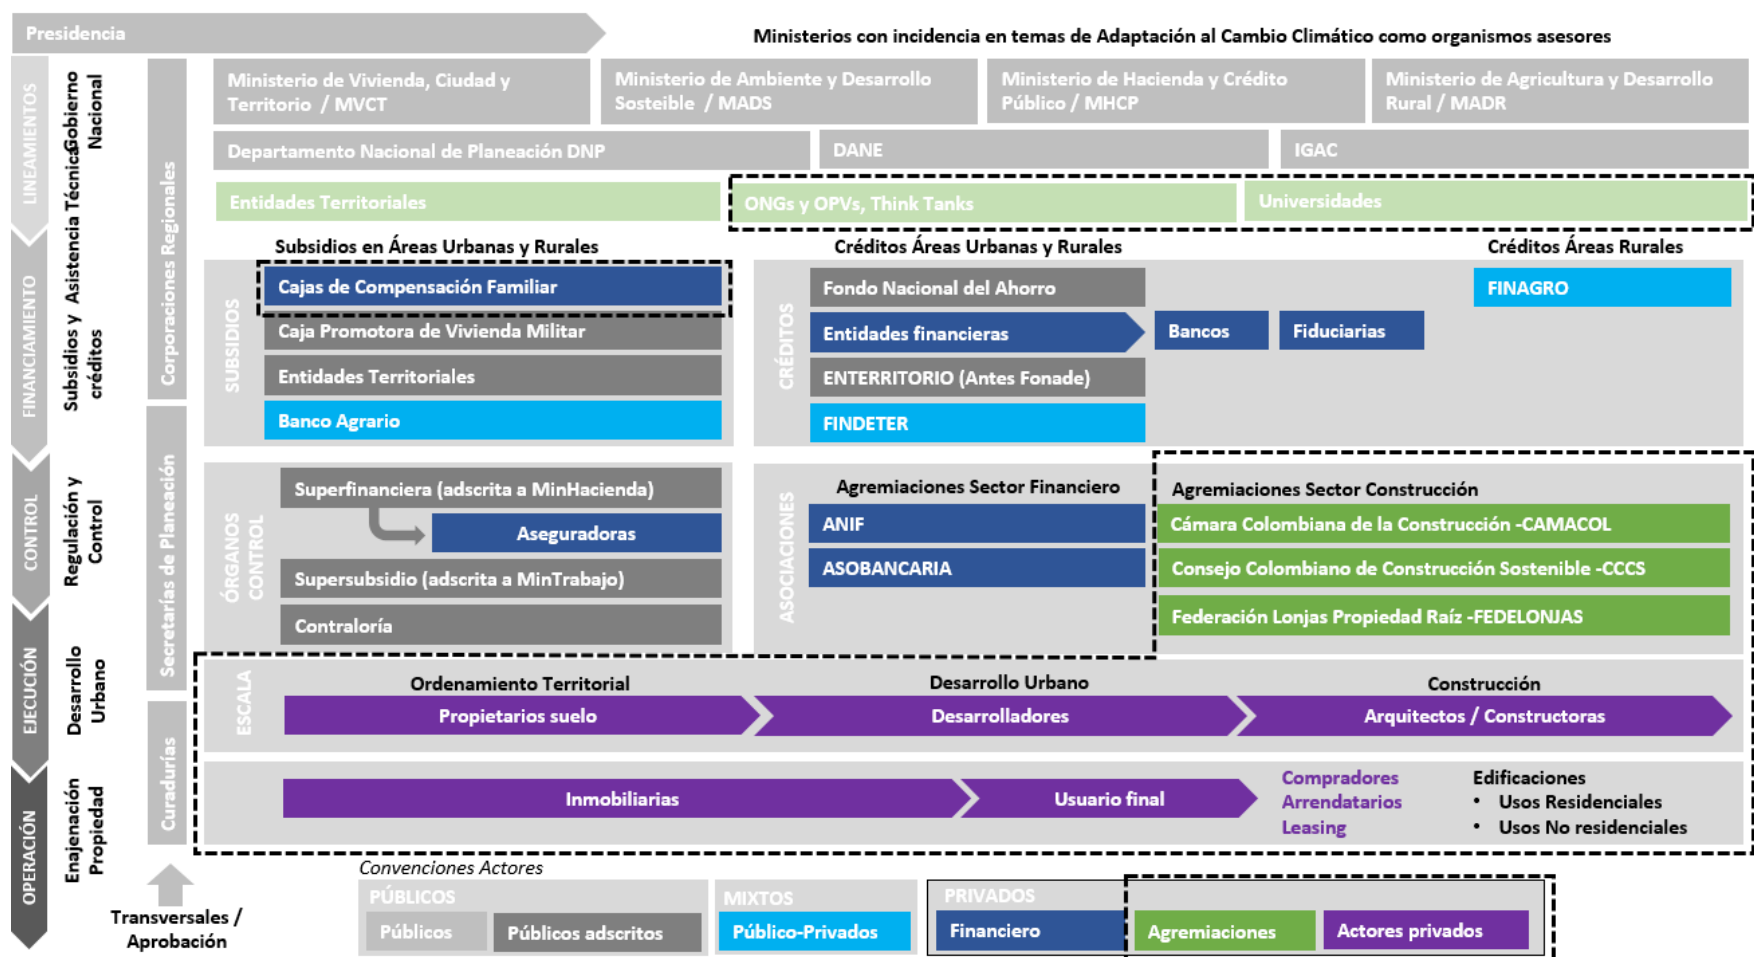 Presidencia
Ministerios con incidencia en temas de Adaptación al Cambio Climático como organismos asesores
LINEAMIENTOS
Gobierno
Nacional
Asistencia Técnica
Corporaciones Regionales
Ministerio de Vivienda, Ciudad y
Territorio / MVCT
Ministerio de Ambiente y Desarrollo
Sosteible / MADS
Ministerio de Hacienda y Crédito
Público / MHCP
Ministerio de Agricultura y Desarrollo
Rural / MADR
Departamento Nacional de Planeación DNP
DANE
IGAC
Entidades Territoriales
ONGs y OPVs, Think Tanks
Universidades
FINANCIAMIENTO
Subsidios y
créditos
Subsidios en Áreas Urbanas y Rurales
SUBSIDIOS
Cajas de Compensación Familiar
Caja Promotora de Vivienda Militar
Entidades Territoriales
Banco Agrario
Créditos Áreas Urbanas y Rurales
CRÉDITOS
Fondo Nacional del Ahorro
Entidades financieras
Bancos
Fiduciarias
ENTERRITORIO (Antes Fonade)
FINDETER
Créditos Áreas Rurales
FINAGRO
CONTROL
Regulación y
Control
Secretarías de Planeación
ÓRGANOS
CONTROL
Superfinanciera (adscrita a MinHacienda)
Aseguradoras
Supersubsidio (adscrita a MinTrabajo)
Contraloría
ASOCIACIONES
Agremiaciones Sector Financiero
ANIF
ASOBANCARIA
Agremiaciones Sector Construcción
Cámara Colombiana de la Construcción -CAMACOL
Consejo Colombiano de Construcción Sostenible -CCCS
Federación Lonjas Propiedad Raíz -FEDELONJAS
EJECUCIÓN
Desarrollo
Urbano
ESCALA
Ordenamiento Territorial
Propietarios suelo
Desarrollo Urbano
Desarrolladores
Construcción
Arquitectos / Constructoras
OPERACIÓN
Enajenación
Propiedad
Curadurías
Inmobiliarias
Usuario final
Compradores
Arrendatarios
Leasing
Edificaciones
• Usos Residenciales
• Usos No residenciales
Transversales /
Aprobación
Convenciones Actores
PÚBLICOS
Públicos
Públicos adscritos
MIXTOS
Público-Privados
PRIVADOS
Financiero
Agremiaciones
Actores privados